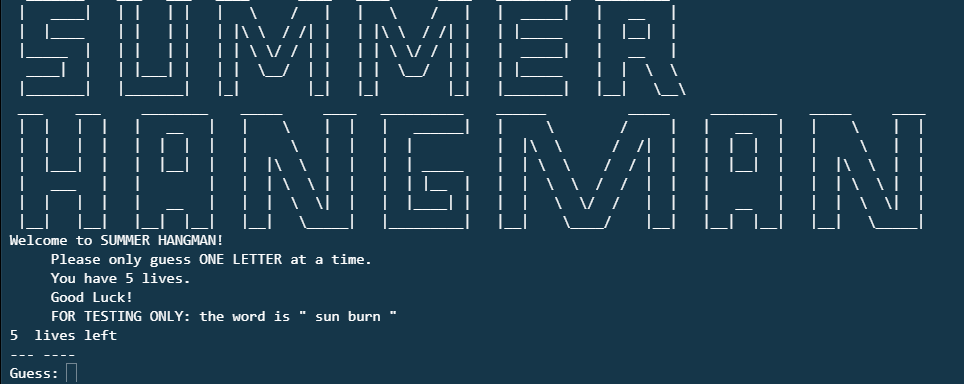 SUMMER
HANGMAN
Welcome to SUMMER HANGMAN!
Please only guess ONE LETTER at a time.
You have 5 lives.
Good Luck!
FOR TESTING ONLY: the word is " sun burn "
5  lives left
--- ----
Guess: